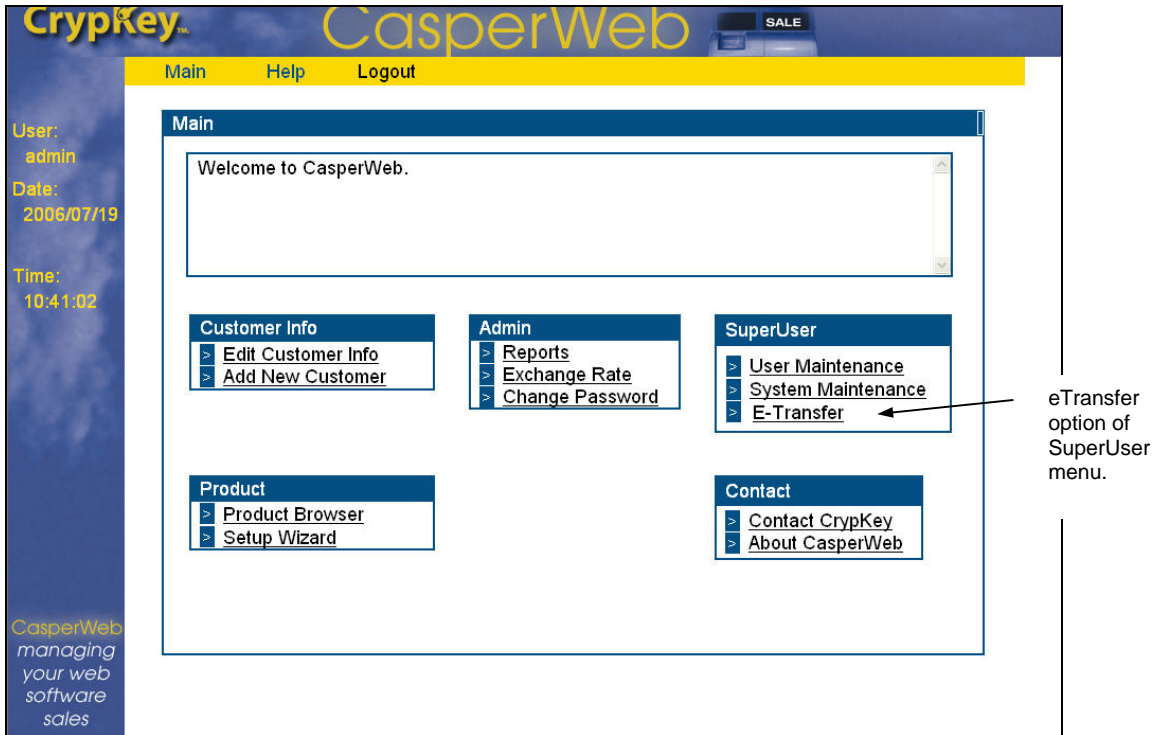 CrypKey™
CasperWeb
SALE
Main Help Logout
User:
admin
Date:
2006/07/19
Time:
10:41:02
Main
Welcome to CasperWeb.
Customer Info
> Edit Customer Info
> Add New Customer
Admin
> Reports
> Exchange Rate
> Change Password
SuperUser
> User Maintenance
> System Maintenance
> E-Transfer
eTransfer
option of
SuperUser
menu.
Product
> Product Browser
> Setup Wizard
Contact
> Contact CrypKey
> About CasperWeb
CasperWeb
managing
your web
software
sales